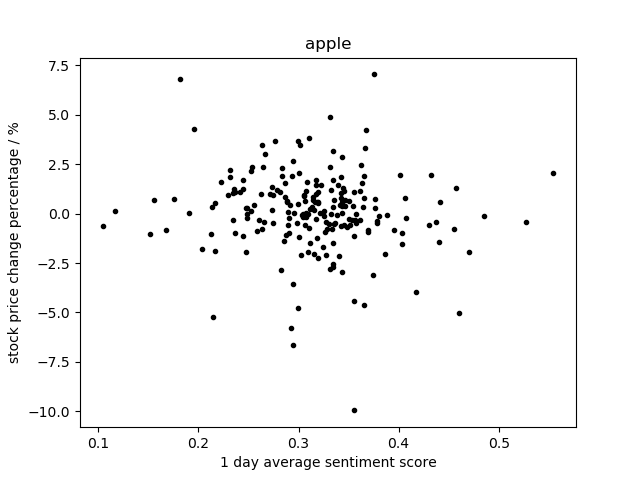 apple
7.5
5.0
2.5
0.0
−2.5
−5.0
−7.5
−10.0
stock price change percentage / %
0.1 0.2 0.3 0.4 0.5
1 day average sentiment score